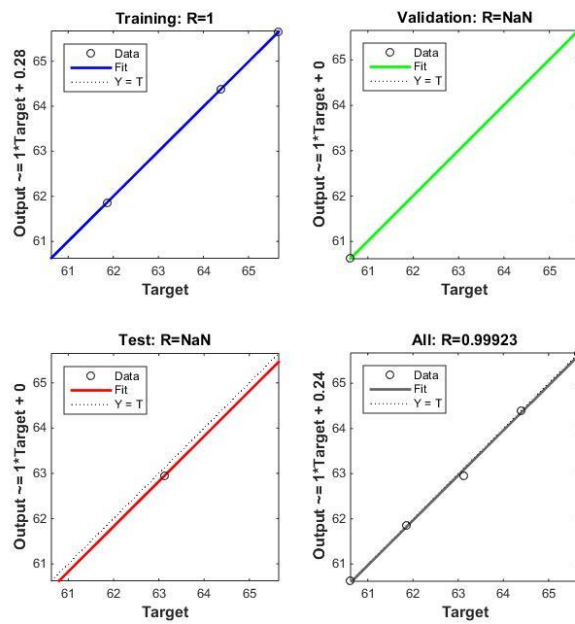 Training: R=1
Output ~= 1*Target + 0.28
65
64
63
62
61
Data
Fit
Y = T
61 62 63 64 65
Target
Validation: R=NaN
Output ~= 1*Target + 0
65
64
63
62
61
Data
Fit
Y = T
61 62 63 64 65
Target
Test: R=NaN
Output ~= 1*Target + 0
65
64
63
62
61
Data
Fit
Y = T
61 62 63 64 65
Target
All: R=0.99923
Output ~= 1*Target + 0.24
65
64
63
62
61
Data
Fit
Y = T
61 62 63 64 65
Target